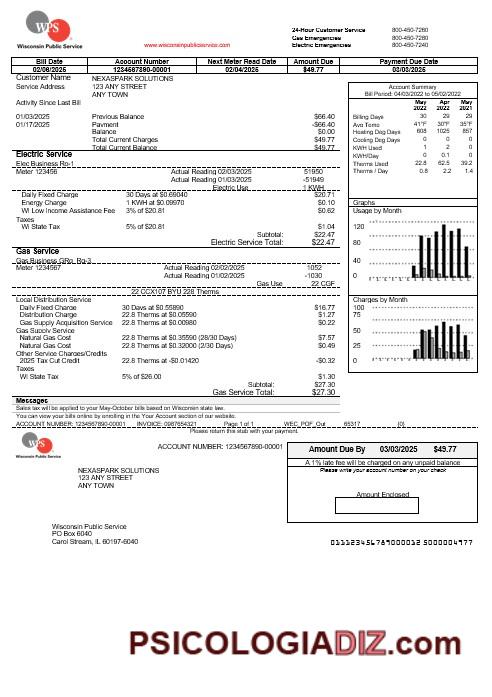 WPS
Wisconsin Public Service
www.wisconsinpublicservice.com
24-Hour Customer Service 800-450-7260
Gas Emergencies 800-450-7280
Electric Emergencies 800-450-7240
Bill Date Account Number Next Meter Read Date Amount Due Payment Due Date
02/08/2025 1234567890-00001 02/04/2025 $49.77 03/03/2025
Customer Name NEXASPARK SOLUTIONS
Service Address 123 ANY STREET
ANY TOWN
Activity Since Last Bill
01/03/2025 Previous Balance $66.40
01/17/2025 Payment -$66.40
Balance $0.00
Total Current Charges $49.77
Total Current Balance $49.77
Electric Service
Elec Business Rg-1
Meter 123456 Actual Reading 02/03/2025 51950
Actual Reading 01/03/2025 -51949
Electric Use 1 KWH
Daily Fixed Charge 30 Days at $0.69040 $20.71
Energy Charge 1 KWH at $0.09970 $0.10
WI Low Income Assistance Fee 3% of $20.81 $0.62
Taxes
WI State Tax 5% of $20.81 $1.04
Subtotal: $22.47
Electric Service Total: $22.47
Gas Service
Gas Business GRg, Rg-3
Meter 1234567 Actual Reading 02/02/2025 1052
Actual Reading 01/02/2025 -1030
Gas Use 22 CGF
22 CCX107 BYU 228 Therms
Local Distribution Service
Daily Fixed Charge 30 Days at $0.55890 $16.77
Distribution Charge 22.8 Therms at $0.05590 $1.27
Gas Supply Acquisition Service 22.8 Therms at $0.00980 $0.22
Gas Supply Service
Natural Gas Cost 22.8 Therms at $0.35590 (28/30 Days) $7.57
Natural Gas Cost 22.8 Therms at $0.32000 (2/30 Days) $0.49
Other Service Charges/Credits
2025 Tax Cut Credit 22.8 Therms at -$0.01420 -$0.32
Taxes
WI State Tax 5% of $26.00 $1.30
Subtotal: $27.30
Gas Service Total: $27.30
Messages
Sales tax will be applied to your May-October bills based on Wisconsin state law.
You can view your bills online by enrolling in the Your Account section of our website.
ACCOUNT NUMBER: 1234567890-00001 INVOICE: 0987654321 Page 1 of 1 WEC_PDF_Out 65317 (0)
Please return this stub with your payment.
Account Summary
Bill Period: 04/03/2022 to 05/02/2022
May 2022 Apr 2022 May 2021
Billing Days 30 29 29
Avg Temp 41°F 30°F 35°F
Heating Deg Days 608 1025 857
Cooling Deg Days 0 0 0
KWH Used 1 2 0
KWH/Day 0 0.1 0
Therms Used 22.8 62.5 39.2
Therms / Day 0.8 2.2 1.4
Graphs
Usage by Month
120
80
40
0
Charges by Month
100
75
50
25
0
WPS
Wisconsin Public Service
ACCOUNT NUMBER: 1234567890-00001
Amount Due By 03/03/2025 $49.77
A 1% late fee will be charged on any unpaid balance
Please write your account number on your check
Amount Enclosed
NEXASPARK SOLUTIONS
123 ANY STREET
ANY TOWN
Wisconsin Public Service
PO Box 6040
Carol Stream, IL 60197-6040
PSICOLOGIADIZ.com